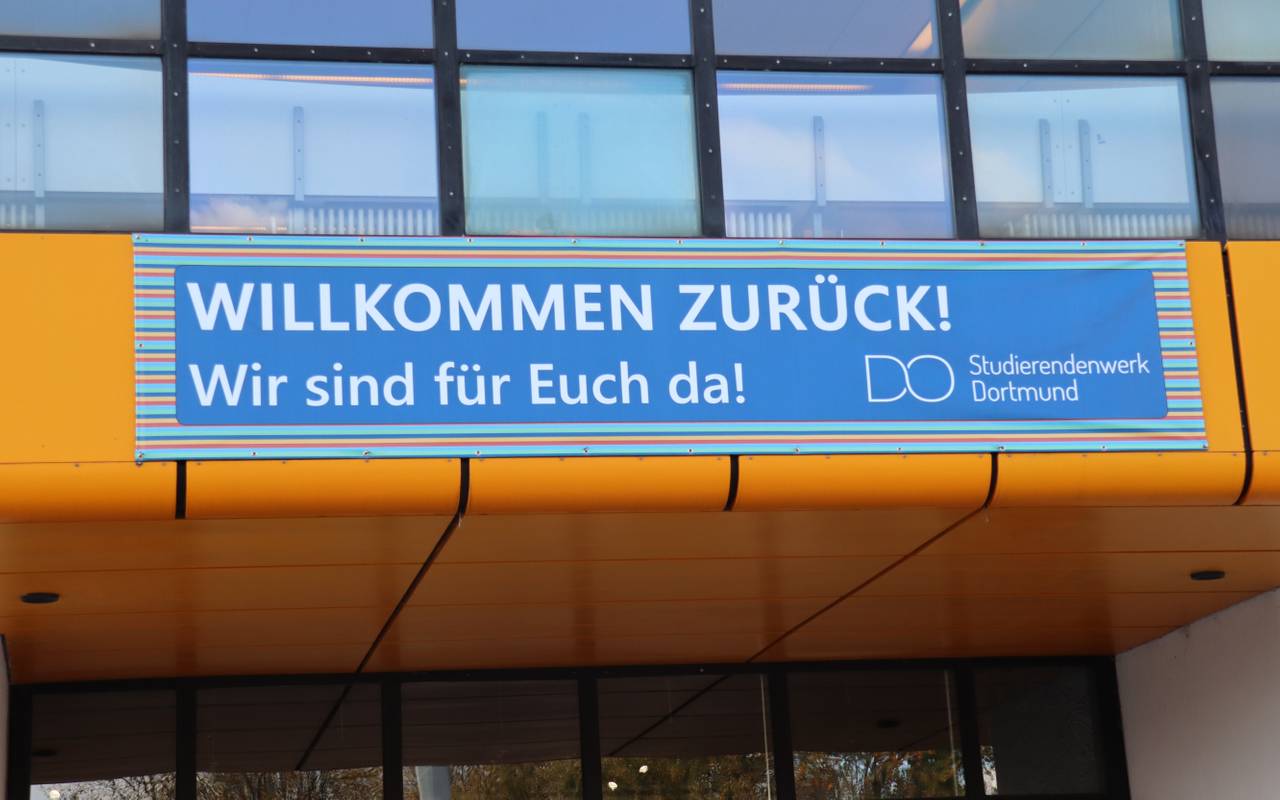 WILLKOMMEN ZURÜCK!
Wir sind für Euch da!
DO
Studierendenwerk
Dortmund